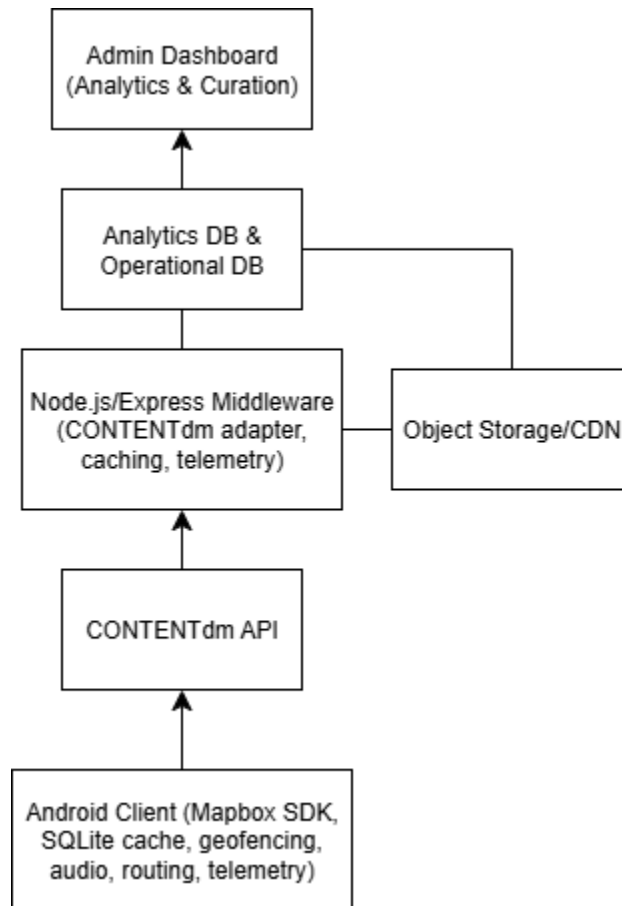 Admin Dashboard
(Analytics & Curation)
Analytics DB &
Operational DB
Node.js/Express Middleware
(CONTENTdm adapter,
caching, telemetry)
Object Storage/CDN
CONTENTdm API
Android Client (Mapbox SDK,
SQLite cache, geofencing,
audio, routing, telemetry)